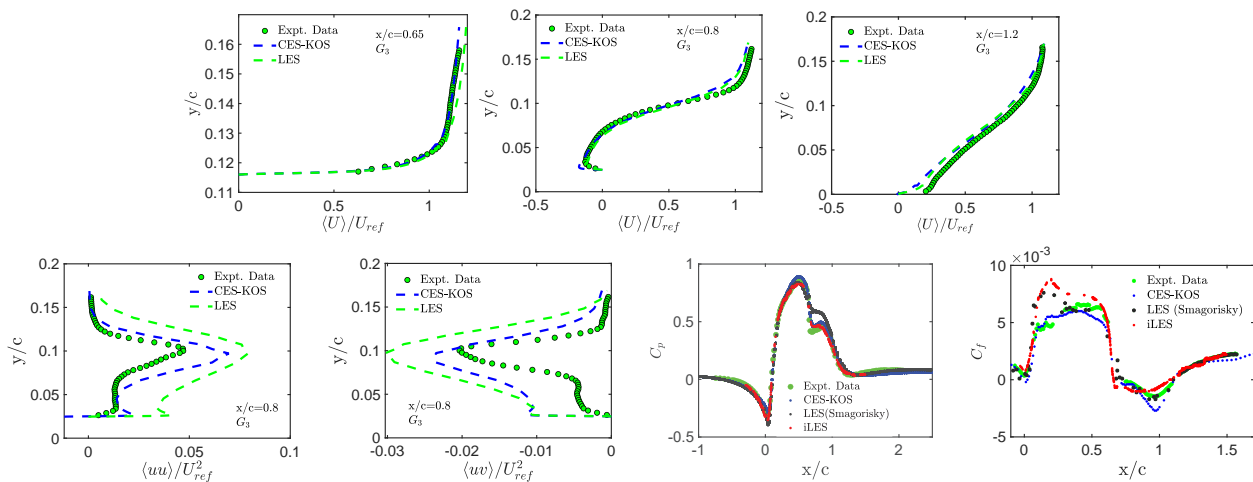 Expt. Data
CES-KOS
LES
x/c=0.65
G3
0.16
0.15
0.14
0.13
0.12
0.11
y/c
0
0.5
1
⟨U⟩/Uref
Expt. Data
CES-KOS
LES
x/c=0.8
G3
0.2
0.15
0.1
0.05
0
y/c
-0.5
0
0.5
1
⟨U⟩/Uref
Expt. Data
CES-KOS
LES
x/c=1.2
G3
0.2
0.15
0.1
0.05
0
y/c
-0.5
0
0.5
1
⟨U⟩/Uref
Expt. Data
CES-KOS
LES
x/c=0.8
G3
0.2
0.15
0.1
0.05
0
y/c
0
0.05
0.1
⟨uu⟩/U²ref
Expt. Data
CES-KOS
LES
x/c=0.8
G3
0.2
0.15
0.1
0.05
0
y/c
-0.03
-0.02
-0.01
0
⟨uv⟩/U²ref
1
0.5
0
-0.5
Cp
Expt. Data
CES-KOS
LES(Smagorisky)
iLES
-1
0
1
2
x/c
×10⁻³
10
5
0
-5
Cf
Expt. Data
CES-KOS
LES (Smagorisky)
iLES
0
0.5
1
1.5
x/c